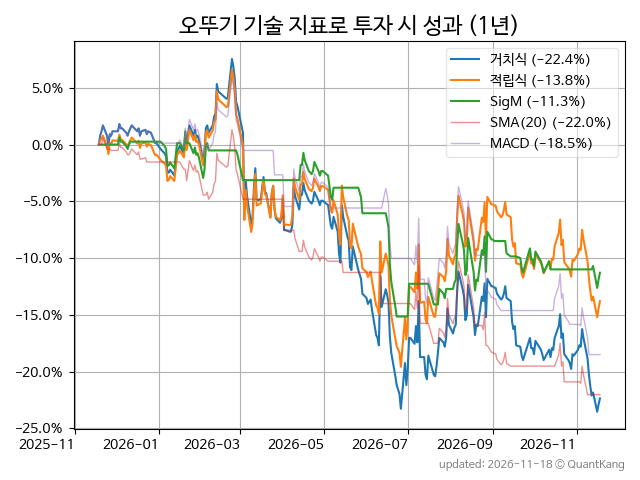 오뚜기 기술 지표로 투자 시 성과 (1년)
거치식 (−22.4%)
적립식 (−13.8%)
SigM (−11.3%)
SMA(20) (−22.0%)
MACD (−18.5%)
5.0%
0.0%
−5.0%
−10.0%
−15.0%
−20.0%
−25.0%
2025-11
2026-01
2026-03
2026-05
2026-07
2026-09
2026-11
updated: 2026-11-18 © QuantKang